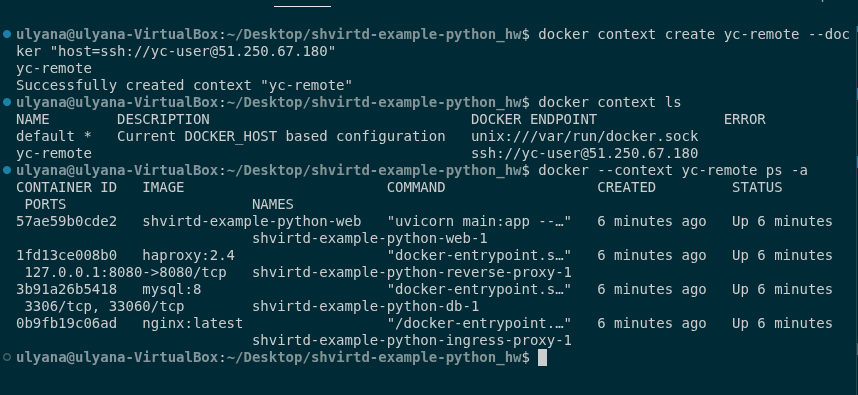 ulyana@ulyana-VirtualBox:~/Desktop/shvirtd-example-python_hw$ docker context create yc-remote --doc
ker "host=ssh://yc-user@51.250.67.180"
yc-remote
Successfully created context "yc-remote"
ulyana@ulyana-VirtualBox:~/Desktop/shvirtd-example-python_hw$ docker context ls
NAME        DESCRIPTION                               DOCKER ENDPOINT               ERROR
default *   Current DOCKER_HOST based configuration   unix:///var/run/docker.sock
yc-remote                                             ssh://yc-user@51.250.67.180
ulyana@ulyana-VirtualBox:~/Desktop/shvirtd-example-python_hw$ docker --context yc-remote ps -a
CONTAINER ID   IMAGE                        COMMAND                  CREATED         STATUS
 PORTS                      NAMES
57ae59b0cde2   shvirtd-example-python-web   "uvicorn main:app --…"   6 minutes ago   Up 6 minutes
                            shvirtd-example-python-web-1
1fd13ce008b0   haproxy:2.4                  "docker-entrypoint.s…"   6 minutes ago   Up 6 minutes
 127.0.0.1:8080->8080/tcp   shvirtd-example-python-reverse-proxy-1
3b91a26b5418   mysql:8                      "docker-entrypoint.s…"   6 minutes ago   Up 6 minutes
 3306/tcp, 33060/tcp        shvirtd-example-python-db-1
0b9fb19c06ad   nginx:latest                 "/docker-entrypoint.…"   6 minutes ago   Up 6 minutes
                            shvirtd-example-python-ingress-proxy-1
ulyana@ulyana-VirtualBox:~/Desktop/shvirtd-example-python_hw$